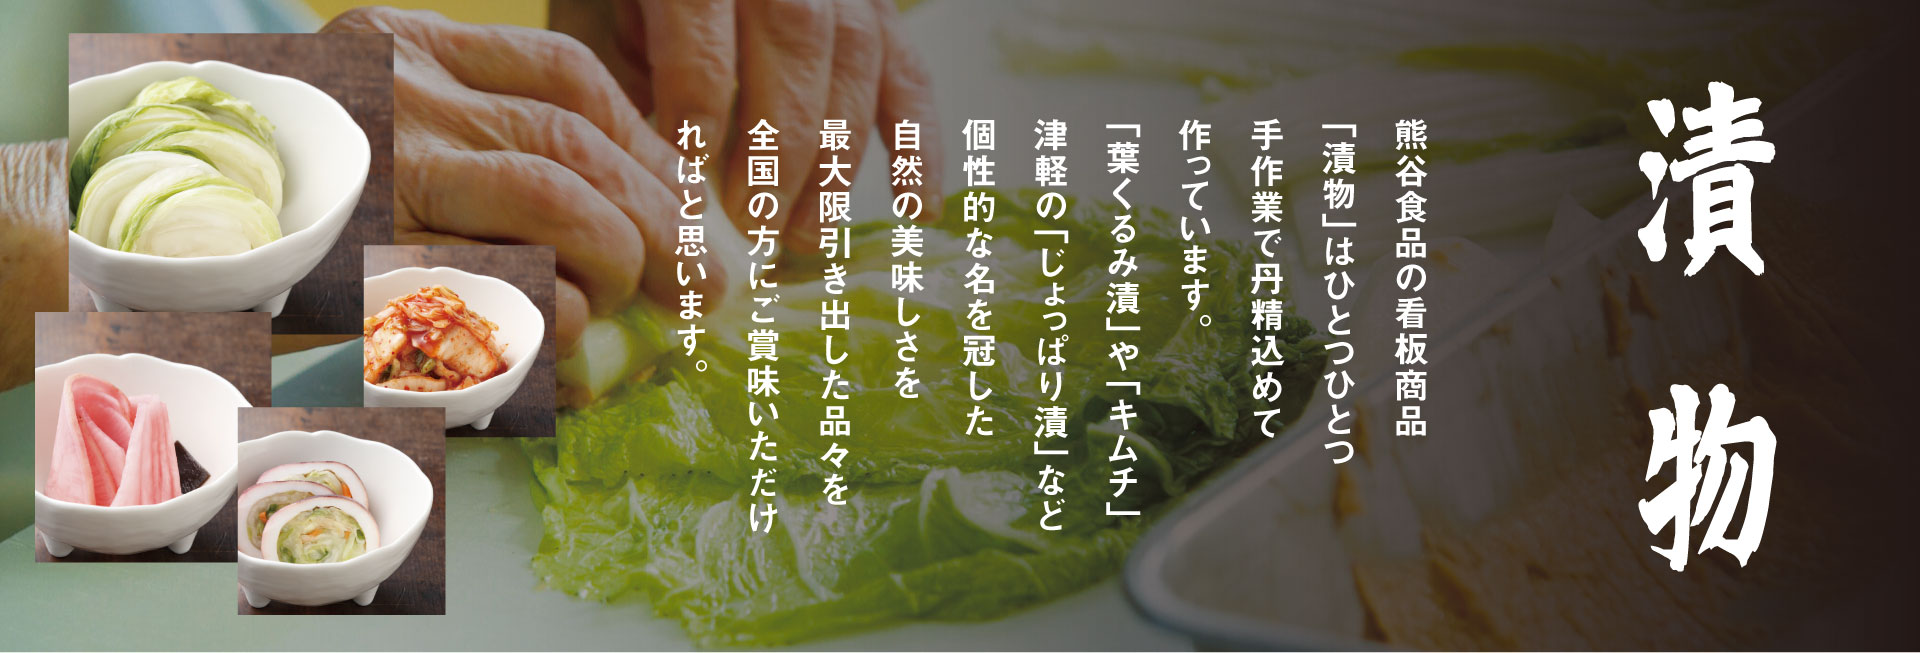 漬物
熊谷食品の看板商品
「漬物」はひとつひとつ
手作業で丹精込めて
作っています。
「葉くるみ漬」や「キムチ」
津軽の「じょっぱり漬」など
個性的な名を冠した
自然の美味しさを
最大限引き出した品々を
全国の方にご賞味いただけ
ればと思います。